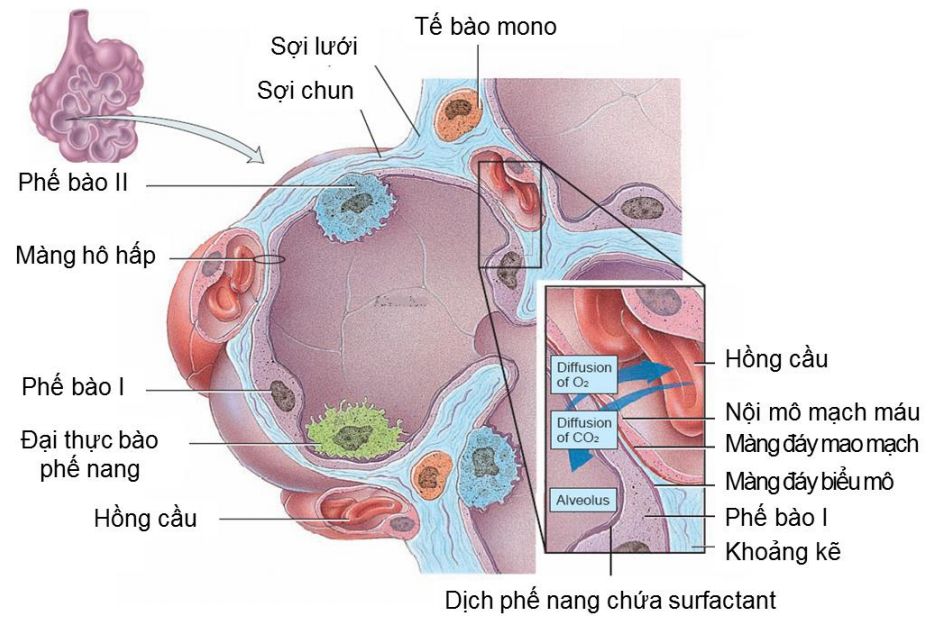 Tế bào mono
Sợi lưới
Sợi chun
Phế bào II
Màng hô hấp
Phế bào I
Đại thực bào
phế nang
Hồng cầu
Diffusion
of O₂
Diffusion
of CO₂
Alveolus
Hồng cầu
Nội mô mạch máu
Màng đáy mao mạch
Màng đáy biểu mô
Phế bào I
Khoảng kẽ
Dịch phế nang chứa surfactant